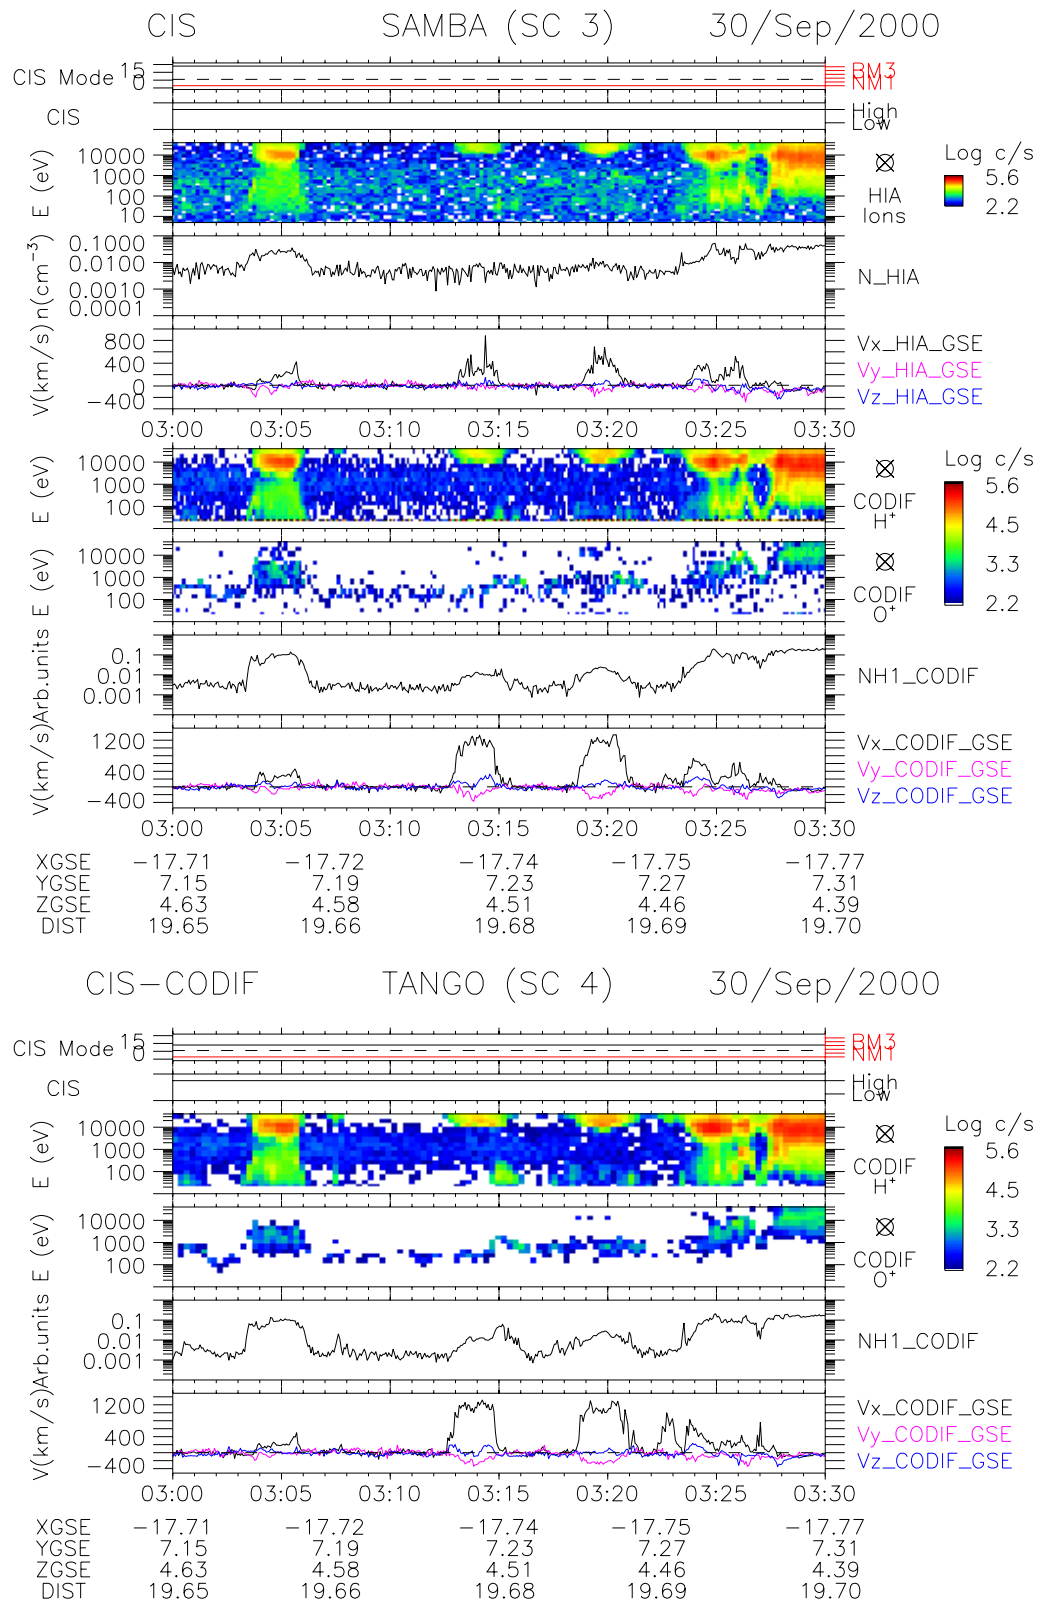 CIS SAMBA (SC 3) 30/Sep/2000
CIS Mode 15 0 BM3 NM1
CIS High Low
E (eV) 10000 1000 100 10 HIA Ions Log c/s 5.6 2.2
n(cm⁻³) 0.1000 0.0100 0.0010 0.0001 N_HIA
V(km/s) 800 400 0 −400 Vx_HIA_GSE Vy_HIA_GSE Vz_HIA_GSE
03:00 03:05 03:10 03:15 03:20 03:25 03:30
E (eV) 10000 1000 100 CODIF H⁺ Log c/s 5.6 4.5 3.3 2.2
E (eV) 10000 1000 100 CODIF O⁺
Arb.units 0.1 0.01 0.001 NH1_CODIF
V(km/s) 1200 400 −400 Vx_CODIF_GSE Vy_CODIF_GSE Vz_CODIF_GSE
03:00 03:05 03:10 03:15 03:20 03:25 03:30
XGSE −17.71 −17.72 −17.74 −17.75 −17.77
YGSE 7.15 7.19 7.23 7.27 7.31
ZGSE 4.63 4.58 4.51 4.46 4.39
DIST 19.65 19.66 19.68 19.69 19.70
CIS−CODIF TANGO (SC 4) 30/Sep/2000
CIS Mode 15 0 BM3 NM1
CIS High Low
E (eV) 10000 1000 100 CODIF H⁺ Log c/s 5.6 4.5 3.3 2.2
E (eV) 10000 1000 100 CODIF O⁺
Arb.units 0.1 0.01 0.001 NH1_CODIF
V(km/s) 1200 400 −400 Vx_CODIF_GSE Vy_CODIF_GSE Vz_CODIF_GSE
03:00 03:05 03:10 03:15 03:20 03:25 03:30
XGSE −17.71 −17.72 −17.74 −17.75 −17.77
YGSE 7.15 7.19 7.23 7.27 7.31
ZGSE 4.63 4.58 4.51 4.46 4.39
DIST 19.65 19.66 19.68 19.69 19.70